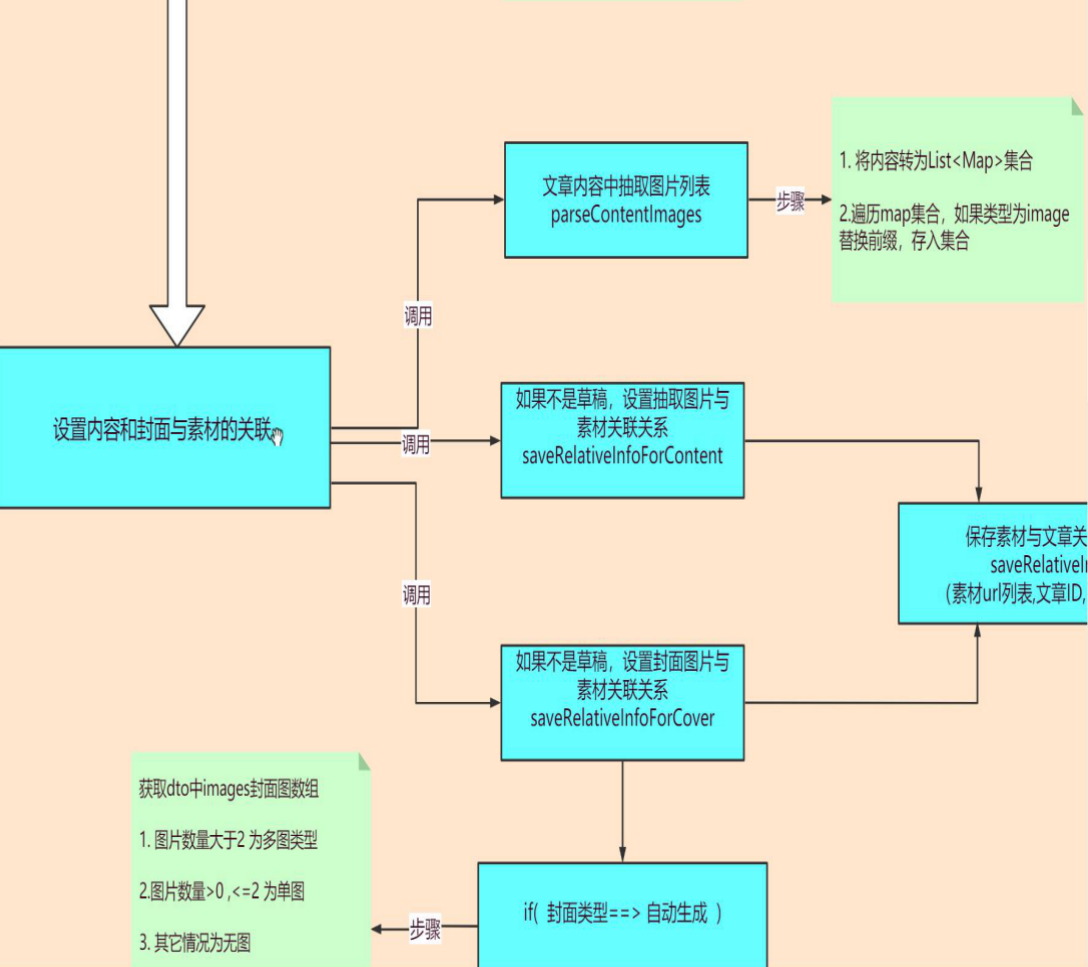 文章内容中抽取图片列表
parseContentImages
步骤
1. 将内容转为List<Map>集合
2.遍历map集合，如果类型为image
替换前缀，存入集合
调用
设置内容和封面与素材的关联
调用
如果不是草稿，设置抽取图片与
素材关联关系
saveRelativeInfoForContent
保存素材与文章关
saveRelativeI
(素材url列表,文章ID,
调用
如果不是草稿，设置封面图片与
素材关联关系
saveRelativeInfoForCover
获取dto中images封面图数组
1. 图片数量大于2 为多图类型
2.图片数量>0 ,<=2 为单图
3. 其它情况为无图
步骤
if( 封面类型==> 自动生成 )